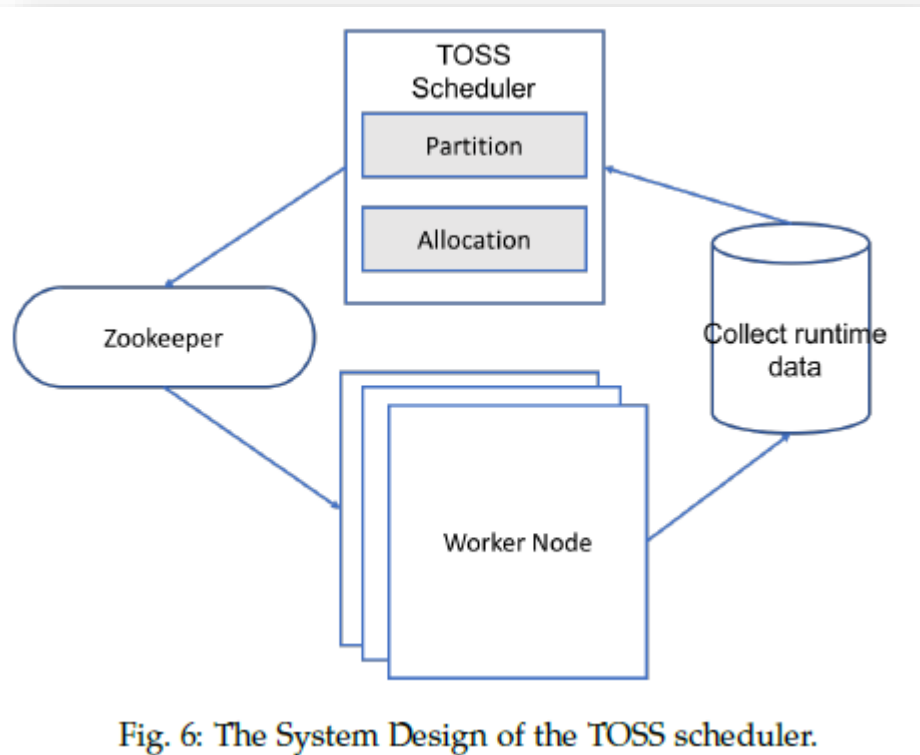 TOSS
Scheduler
Partition
Allocation
Zookeeper
Collect runtime
data
Worker Node
Fig. 6: The System Design of the TOSS scheduler.